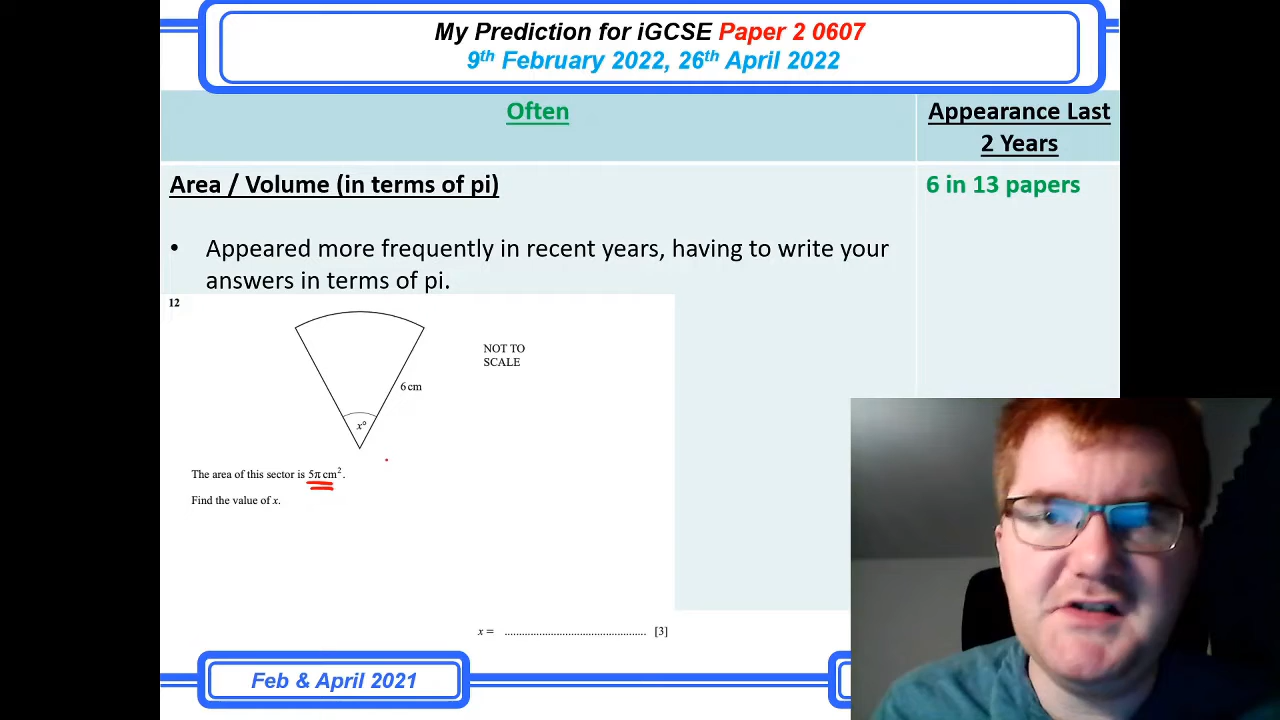 My Prediction for iGCSE Paper 2 0607
9th February 2022, 26th April 2022
Often
Appearance Last
2 Years
Area / Volume (in terms of pi)
6 in 13 papers
• Appeared more frequently in recent years, having to write your
answers in terms of pi.
12
NOT TO
SCALE
6 cm
x°
The area of this sector is 5π cm².
Find the value of x.
x = ................................................ [3]
Feb & April 2021